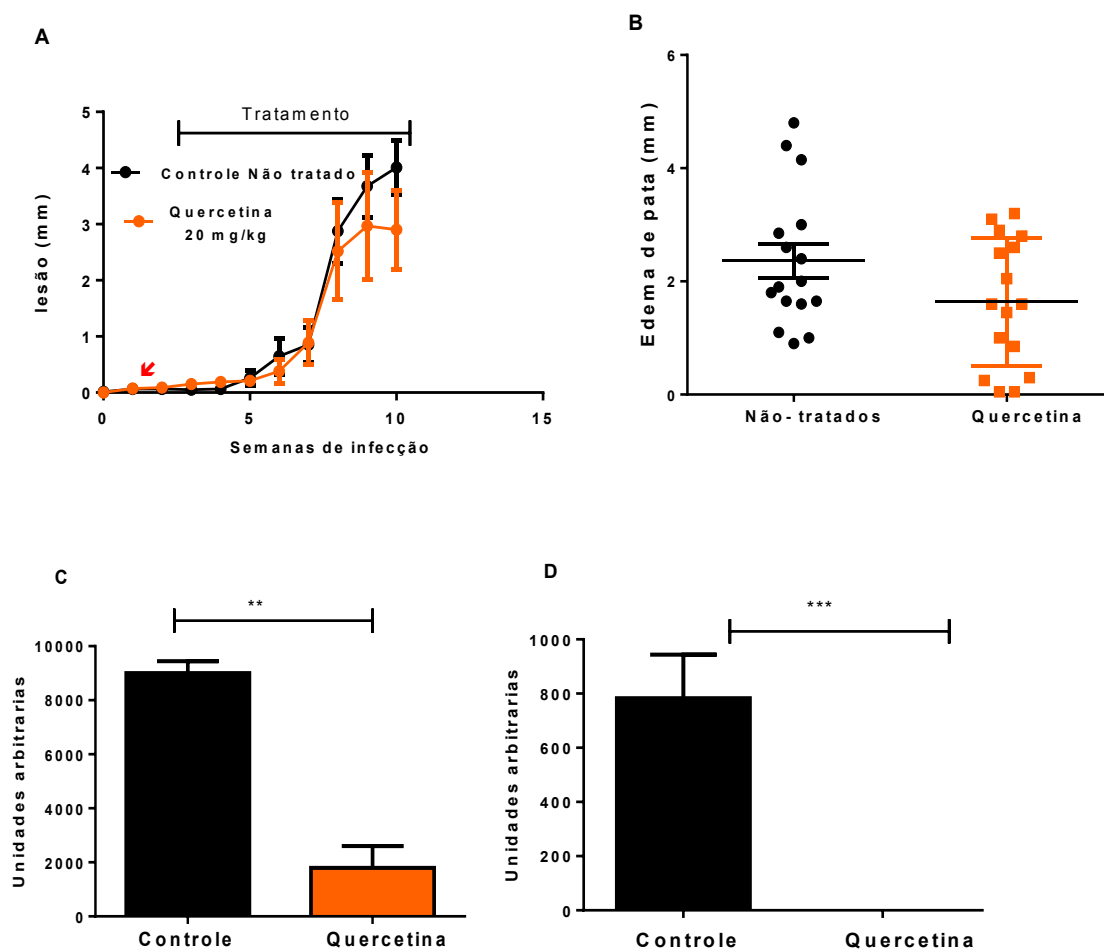 A
Tratamento
5
4
3
2
1
0
Controle Não tratado
Quercetina
20 mg/kg
lesão (mm)
0
5
10
15
Semanas de infecção
B
6
4
2
0
Edema de pata (mm)
Não- tratados
Quercetina
C
**
10000
8000
6000
4000
2000
0
Unidades arbitrarias
Controle
Quercetina
D
***
1000
800
600
400
200
0
Unidades arbitrarias
Controle
Quercetina